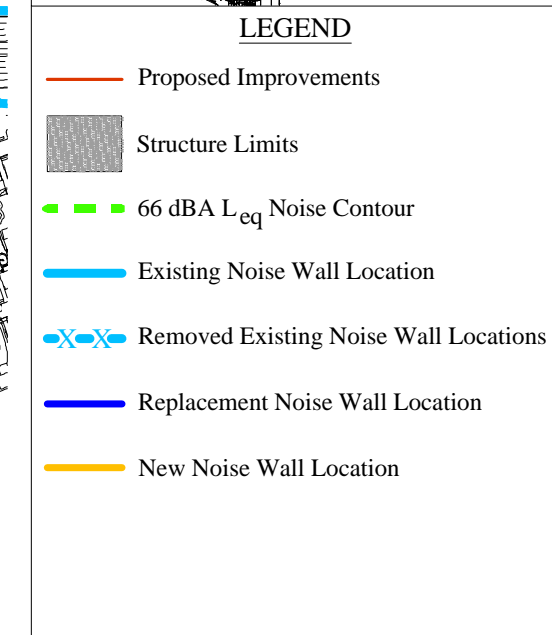 LEGEND
Proposed Improvements
Structure Limits
66 dBA Leq Noise Contour
Existing Noise Wall Location
X X Removed Existing Noise Wall Locations
Replacement Noise Wall Location
New Noise Wall Location